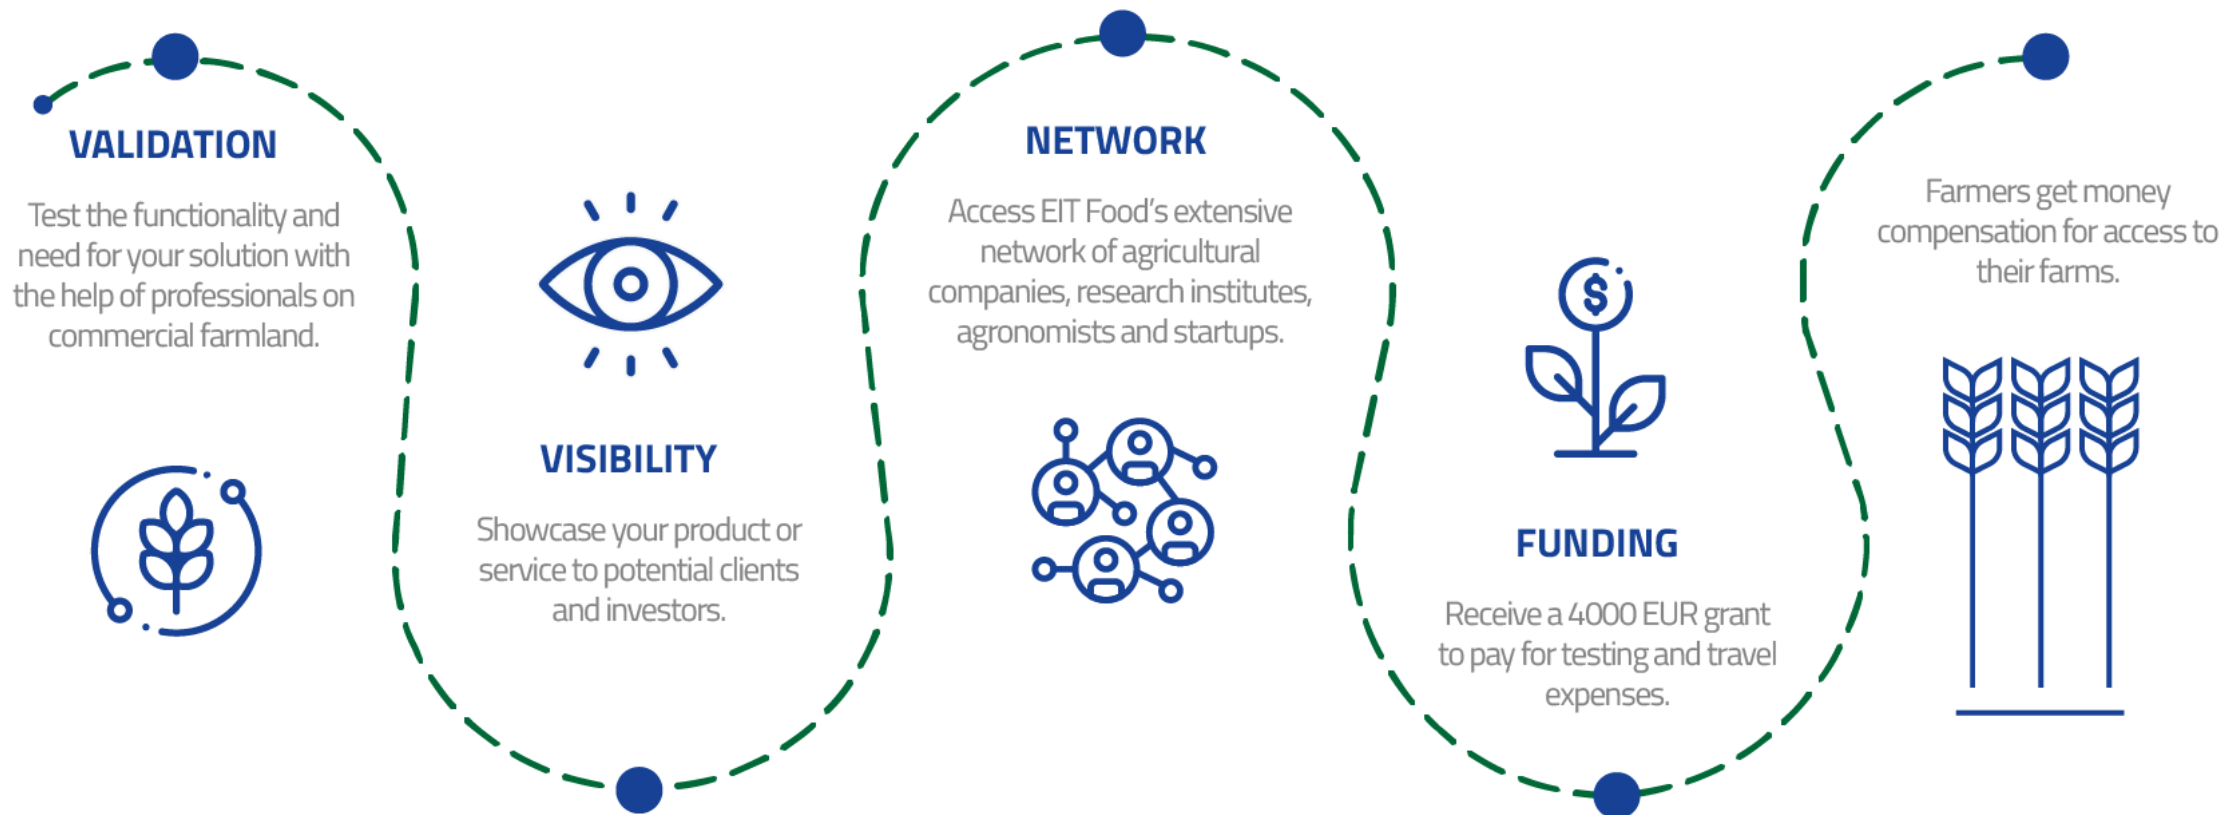 VALIDATION
Test the functionality and
need for your solution with
the help of professionals on
commercial farmland.
VISIBILITY
Showcase your product or
service to potential clients
and investors.
NETWORK
Access EIT Food's extensive
network of agricultural
companies, research institutes,
agronomists and startups.
$
FUNDING
Receive a 4000 EUR grant
to pay for testing and travel
expenses.
Farmers get money
compensation for access to
their farms.